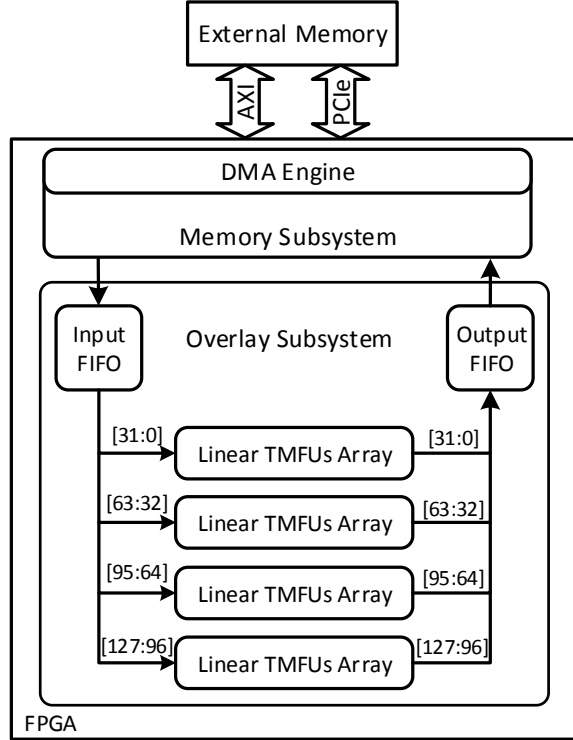 External Memory
AXI
PCIe
DMA Engine
Memory Subsystem
Input
FIFO
Overlay Subsystem
Output
FIFO
[31:0]
Linear TMFUs Array
[31:0]
[63:32]
Linear TMFUs Array
[63:32]
[95:64]
Linear TMFUs Array
[95:64]
[127:96]
Linear TMFUs Array
[127:96]
FPGA